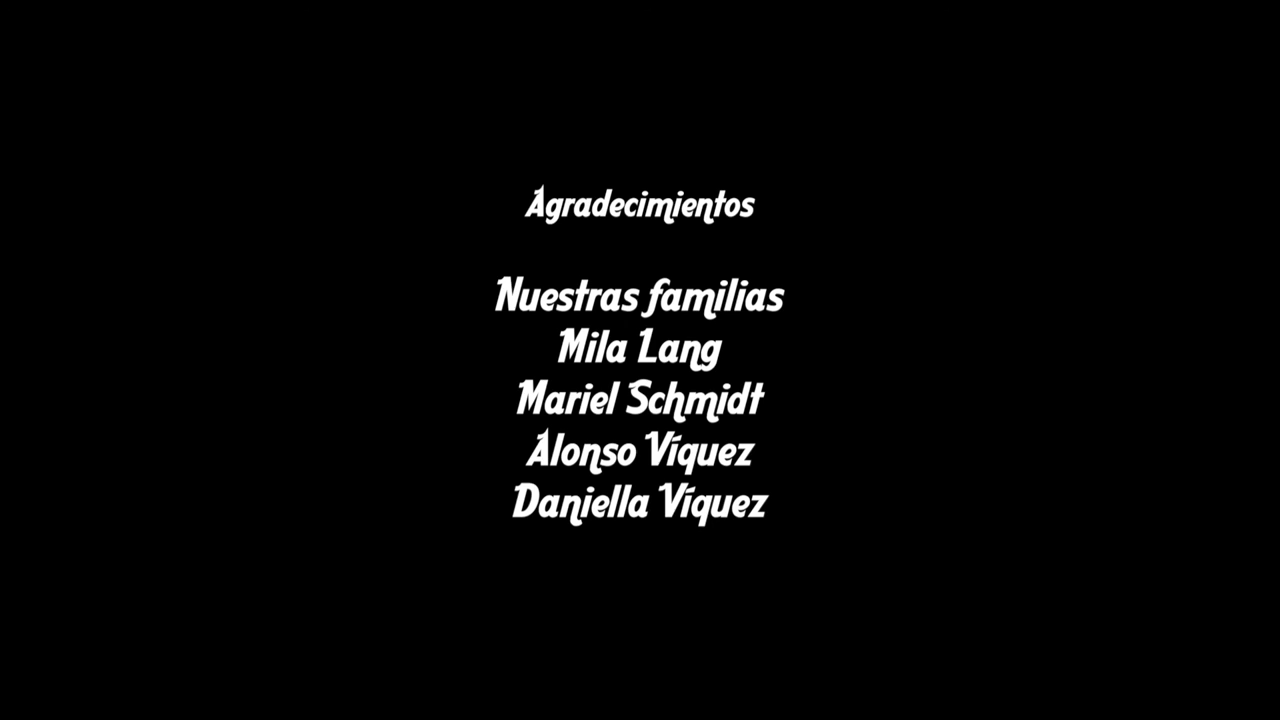 Agradecimientos
Nuestras familias
Mila Lang
Mariel Schmidt
Alonso Víquez
Daniella Víquez